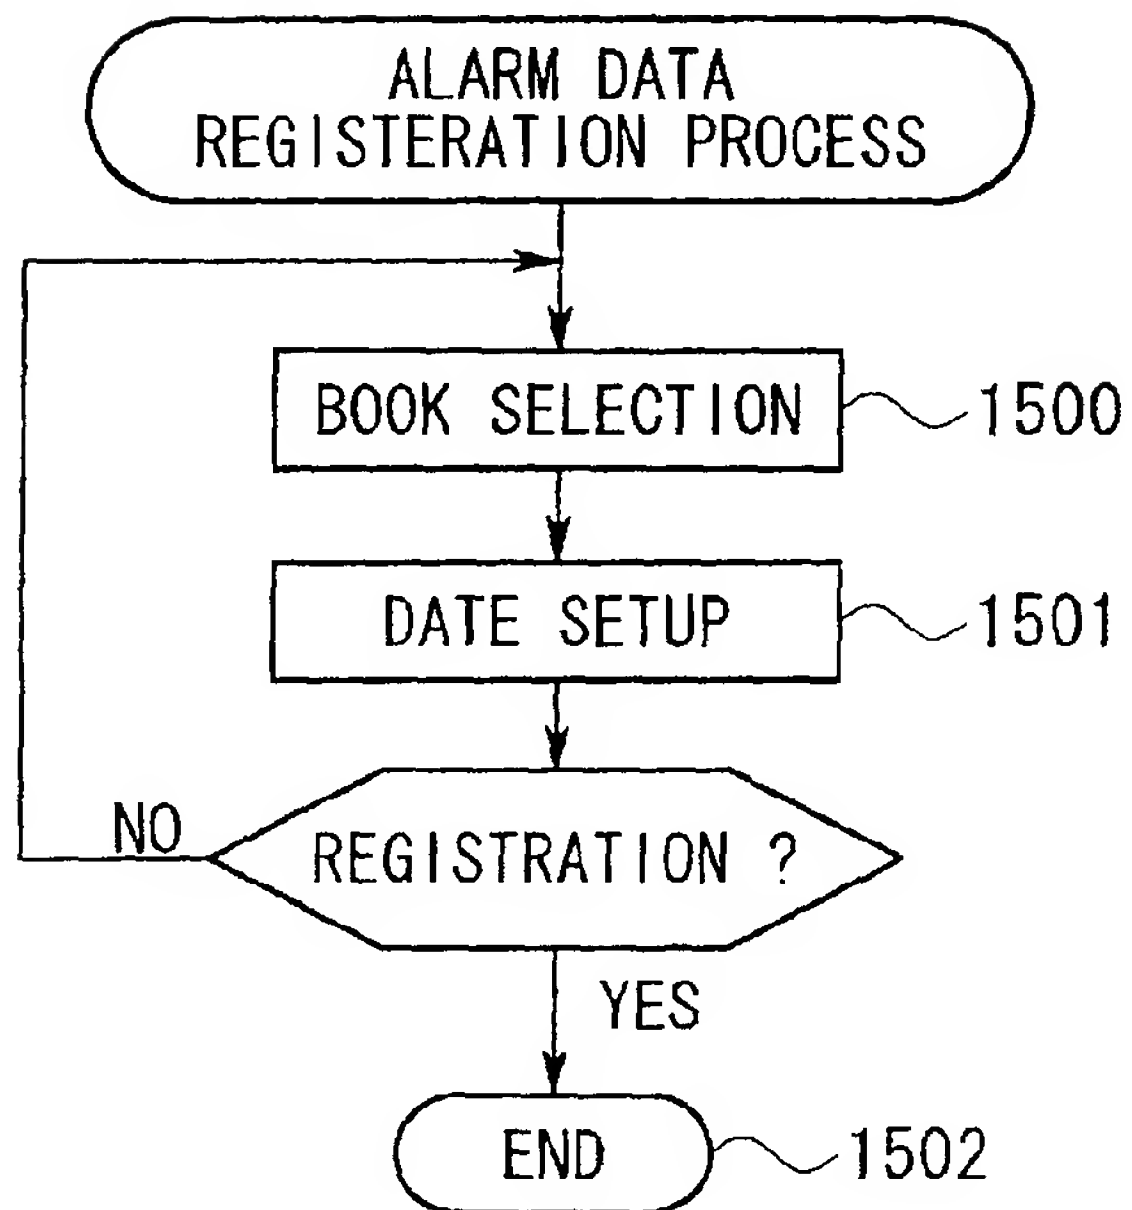 ALARM DATA
REGISTERATION PROCESS
BOOK SELECTION
1500
DATE SETUP
1501
NO
REGISTRATION ?
YES
END
1502